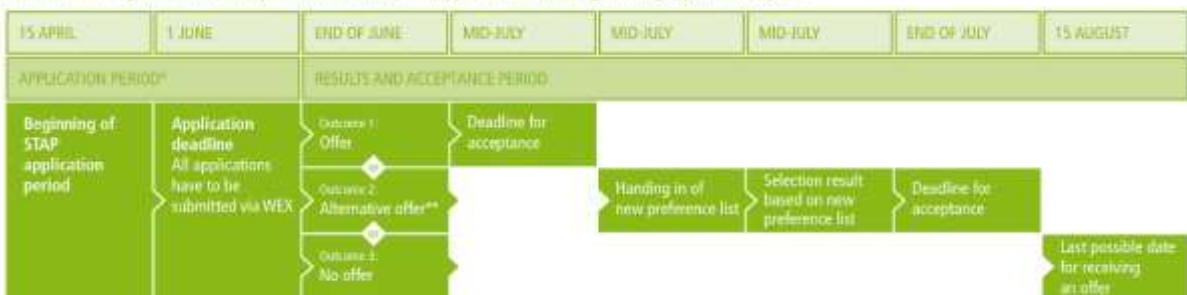 15 APRIL
1 JUNE
END OF JUNE
MID-JULY
MID-JULY
MID-JULY
END OF JULY
15 AUGUST
APPLICATION PERIOD*
RESULTS AND ACCEPTANCE PERIOD
Beginning of
STAP
application
period
Application
deadline
All applications
have to be
submitted via WEX
Outcome 1:
Offer
or
Outcome 2:
Alternative offer**
or
Outcome 3:
No offer
Deadline for
acceptance
Handing in of
new preference list
Selection result
based on new
preference list
Deadline for
acceptance
Last possible date
for receiving
an offer